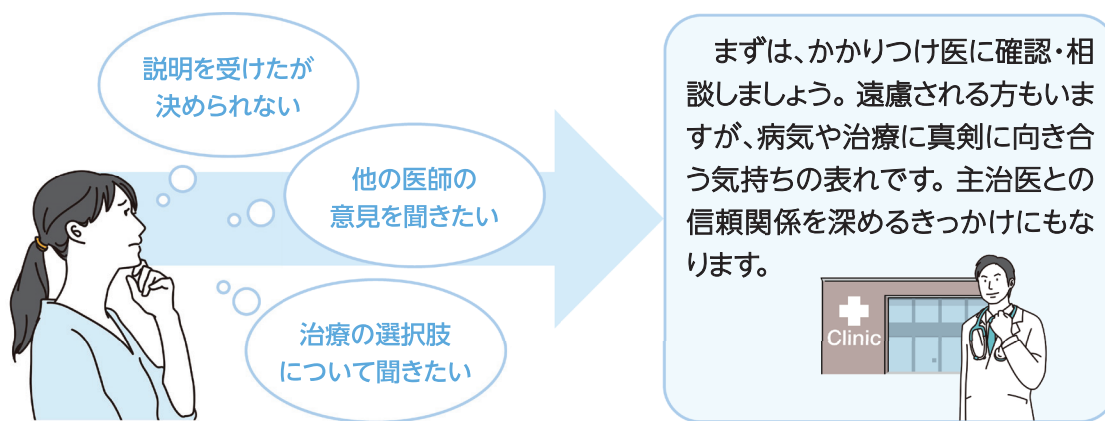 説明を受けたが
決められない
他の医師の
意見を聞きたい
治療の選択肢
について聞きたい
まずは、かかりつけ医に確認・相
談しましょう。遠慮される方もいま
すが、病気や治療に真剣に向き合
う気持ちの表れです。主治医との
信頼関係を深めるきっかけにもな
ります。
Clinic